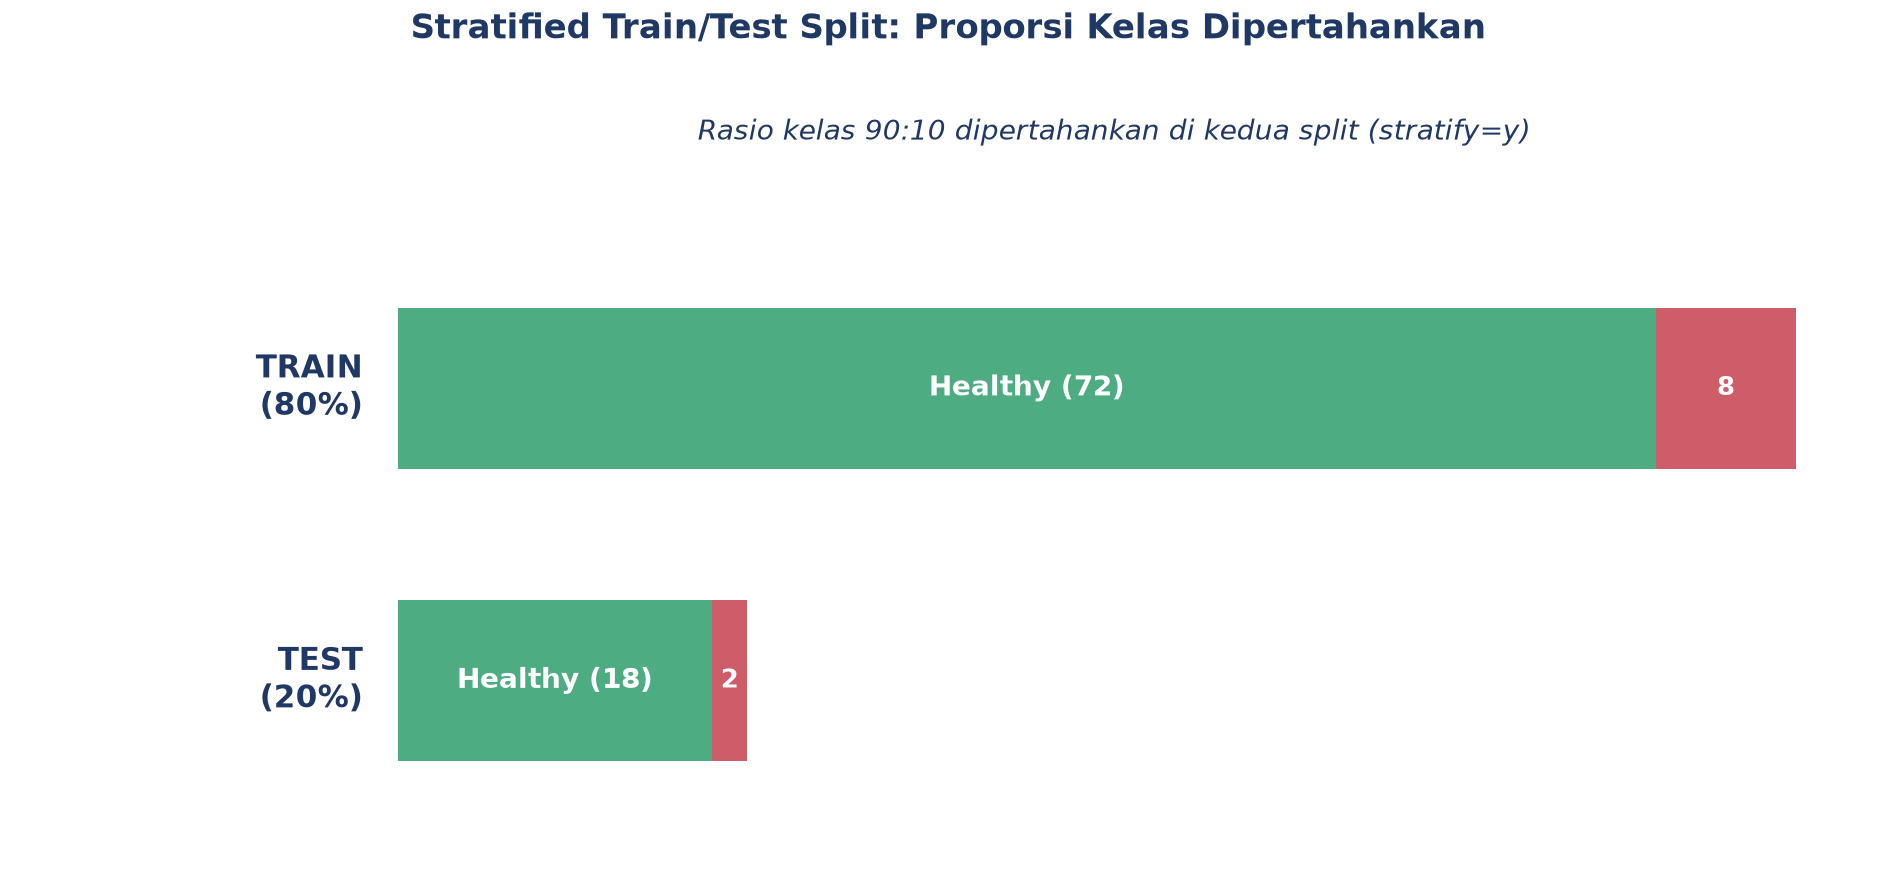 Stratified Train/Test Split: Proporsi Kelas Dipertahankan
Rasio kelas 90:10 dipertahankan di kedua split (stratify=y)
TRAIN
(80%)
Healthy (72)
8
TEST
(20%)
Healthy (18)
2